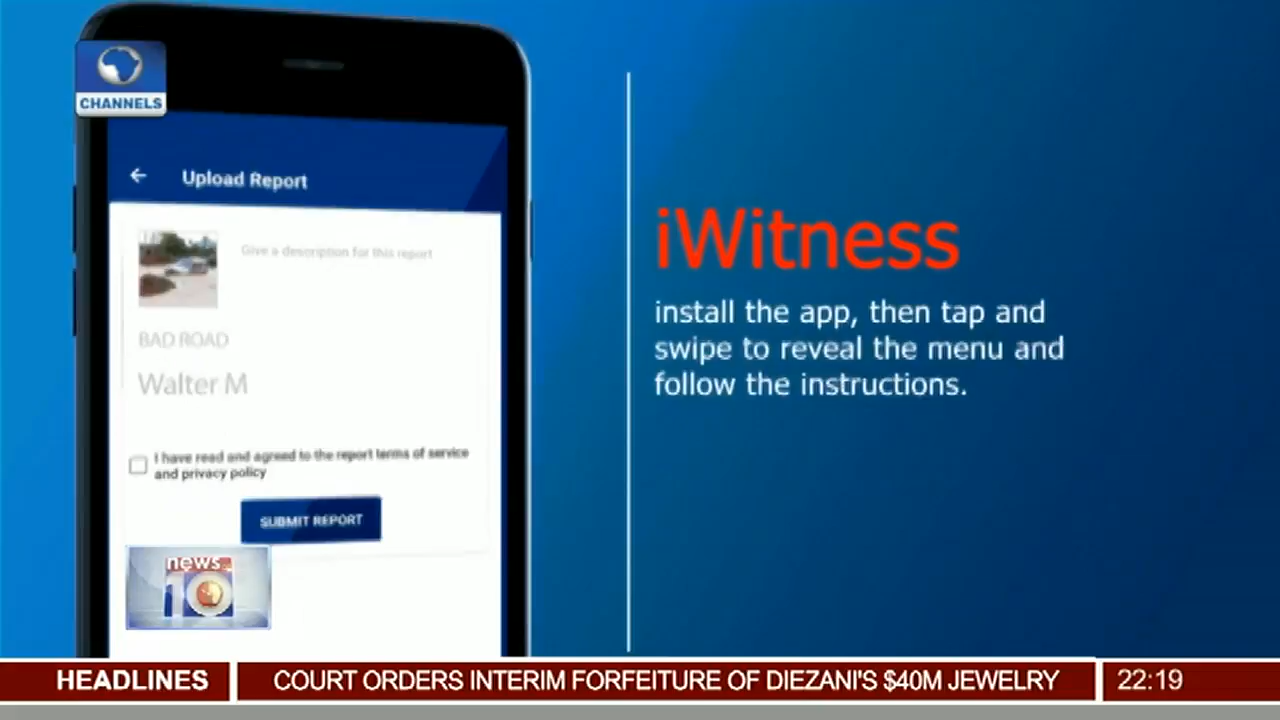 CHANNELS
Upload Report
Give a description for this report
BAD ROAD
Walter M
I have read and agreed to the report terms of service
and privacy policy
SUBMIT REPORT
news
10
iWitness
install the app, then tap and
swipe to reveal the menu and
follow the instructions.
HEADLINES
COURT ORDERS INTERIM FORFEITURE OF DIEZANI'S $40M JEWELRY
22:19